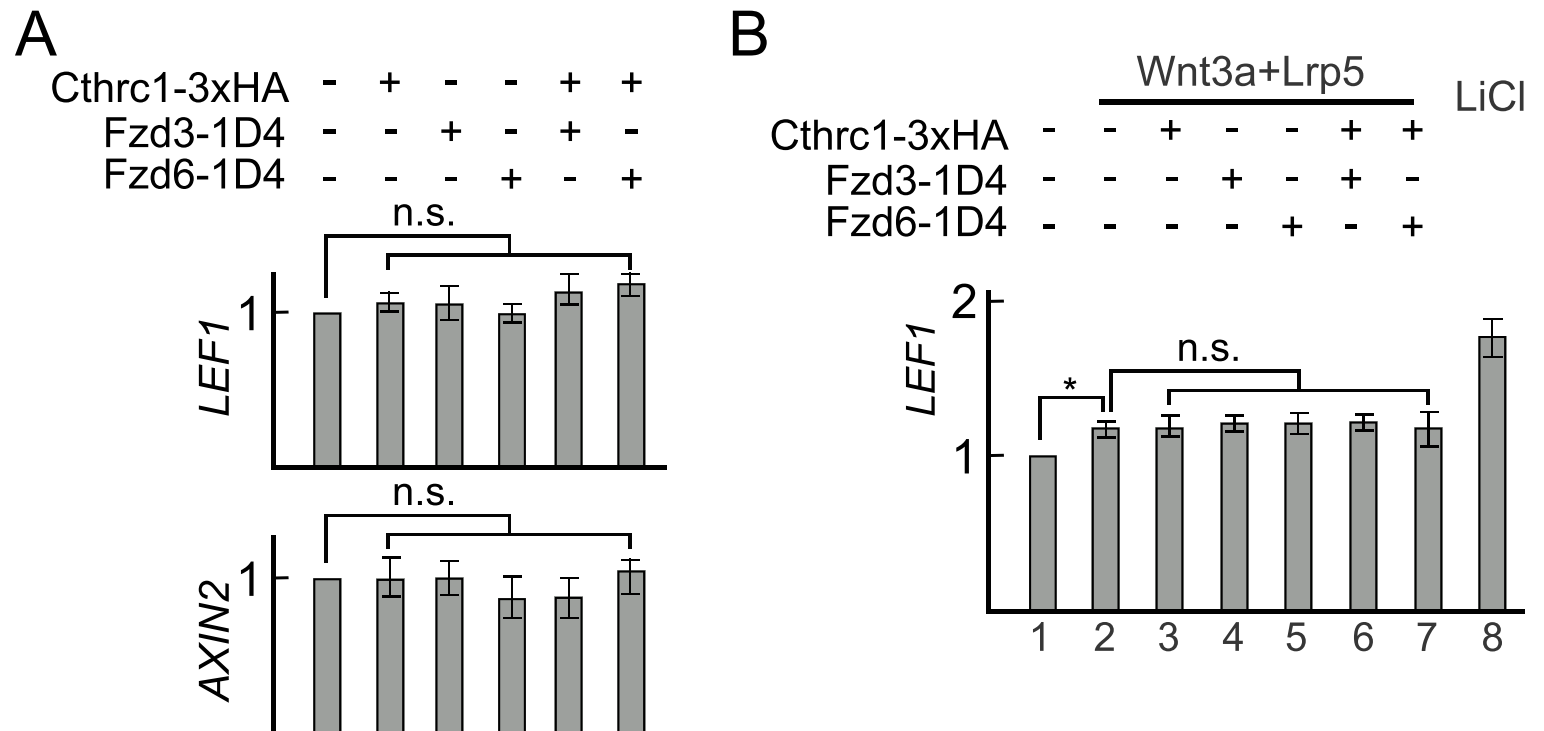 A
Cthrc1-3xHA - + - - + +
Fzd3-1D4 - - + - + -
Fzd6-1D4 - - - + - +
n.s.
1
LEF1
n.s.
1
AXIN2
B
Wnt3a+Lrp5
LiCl
Cthrc1-3xHA - - + - - + +
Fzd3-1D4 - - - + - + -
Fzd6-1D4 - - - - + - +
2
n.s.
*
1
LEF1
1 2 3 4 5 6 7 8